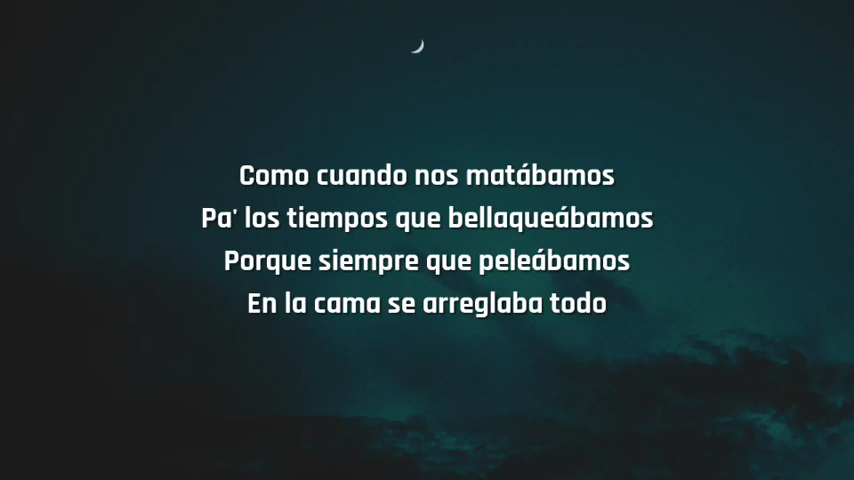 Como cuando nos matábamos
Pa' los tiempos que bellaqueábamos
Porque siempre que peleábamos
En la cama se arreglaba todo